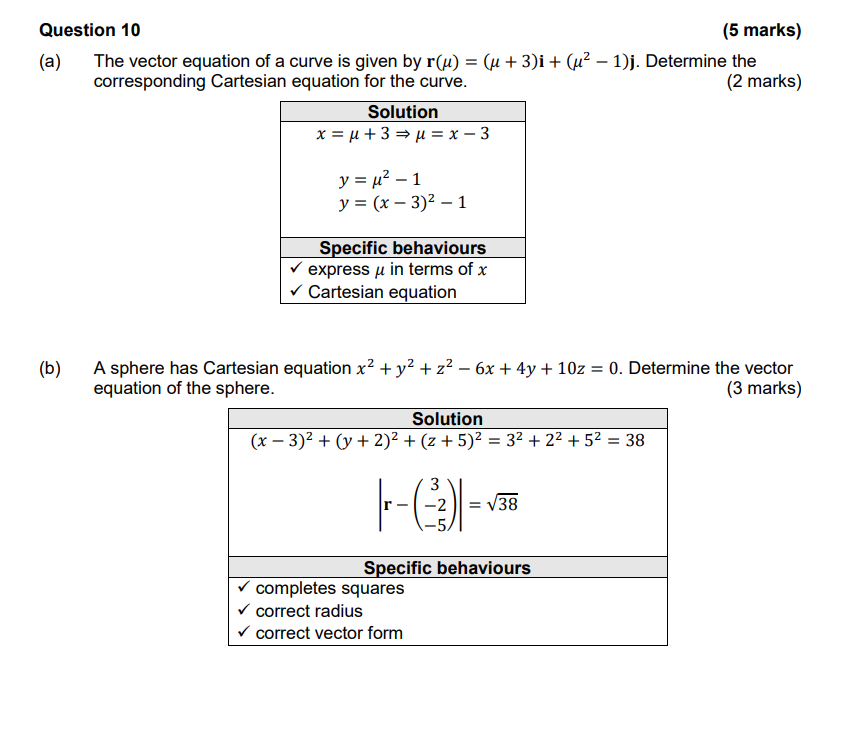 Question 10 (5 marks)
(a) The vector equation of a curve is given by r(μ) = (μ + 3)i + (μ² − 1)j. Determine the
corresponding Cartesian equation for the curve. (2 marks)
Solution
x = μ + 3 ⇒ μ = x − 3
y = μ² − 1
y = (x − 3)² − 1
Specific behaviours
✓ express μ in terms of x
✓ Cartesian equation
(b) A sphere has Cartesian equation x² + y² + z² − 6x + 4y + 10z = 0. Determine the vector
equation of the sphere. (3 marks)
Solution
(x − 3)² + (y + 2)² + (z + 5)² = 3² + 2² + 5² = 38
|r − (3 −2 −5)| = √38
Specific behaviours
✓ completes squares
✓ correct radius
✓ correct vector form